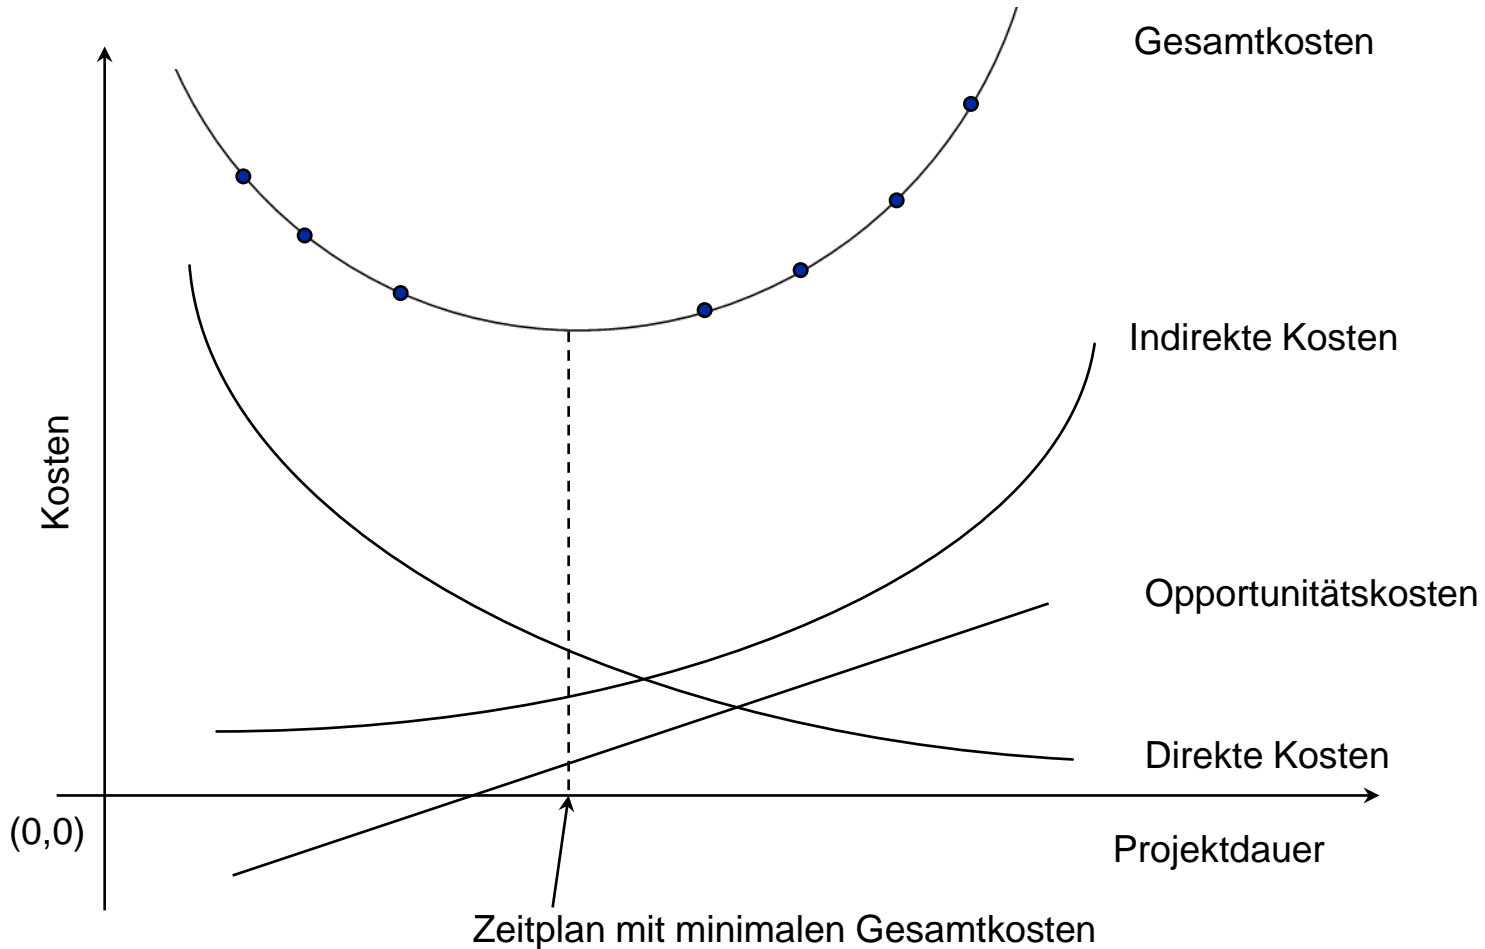 Gesamtkosten
Indirekte Kosten
Kosten
Opportunitätskosten
Direkte Kosten
(0,0)
Projektdauer
Zeitplan mit minimalen Gesamtkosten